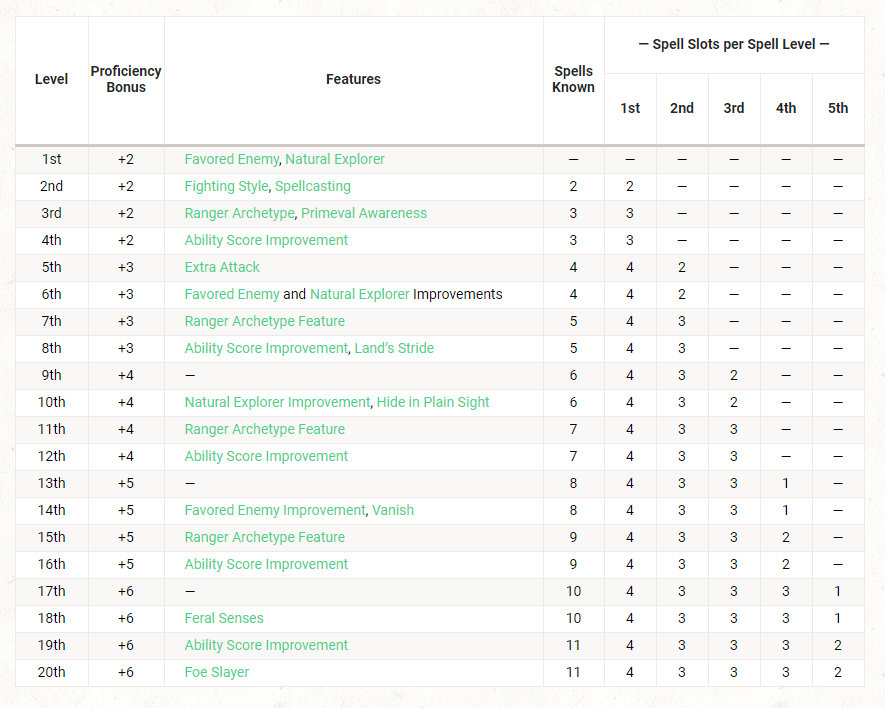 — Spell Slots per Spell Level —
Level Proficiency Bonus Features Spells Known 1st 2nd 3rd 4th 5th
1st +2 Favored Enemy, Natural Explorer — — — — — —
2nd +2 Fighting Style, Spellcasting 2 2 — — — —
3rd +2 Ranger Archetype, Primeval Awareness 3 3 — — — —
4th +2 Ability Score Improvement 3 3 — — — —
5th +3 Extra Attack 4 4 2 — — —
6th +3 Favored Enemy and Natural Explorer Improvements 4 4 2 — — —
7th +3 Ranger Archetype Feature 5 4 3 — — —
8th +3 Ability Score Improvement, Land’s Stride 5 4 3 — — —
9th +4 — 6 4 3 2 — —
10th +4 Natural Explorer Improvement, Hide in Plain Sight 6 4 3 2 — —
11th +4 Ranger Archetype Feature 7 4 3 3 — —
12th +4 Ability Score Improvement 7 4 3 3 — —
13th +5 — 8 4 3 3 1 —
14th +5 Favored Enemy Improvement, Vanish 8 4 3 3 1 —
15th +5 Ranger Archetype Feature 9 4 3 3 2 —
16th +5 Ability Score Improvement 9 4 3 3 2 —
17th +6 — 10 4 3 3 3 1
18th +6 Feral Senses 10 4 3 3 3 1
19th +6 Ability Score Improvement 11 4 3 3 3 2
20th +6 Foe Slayer 11 4 3 3 3 2